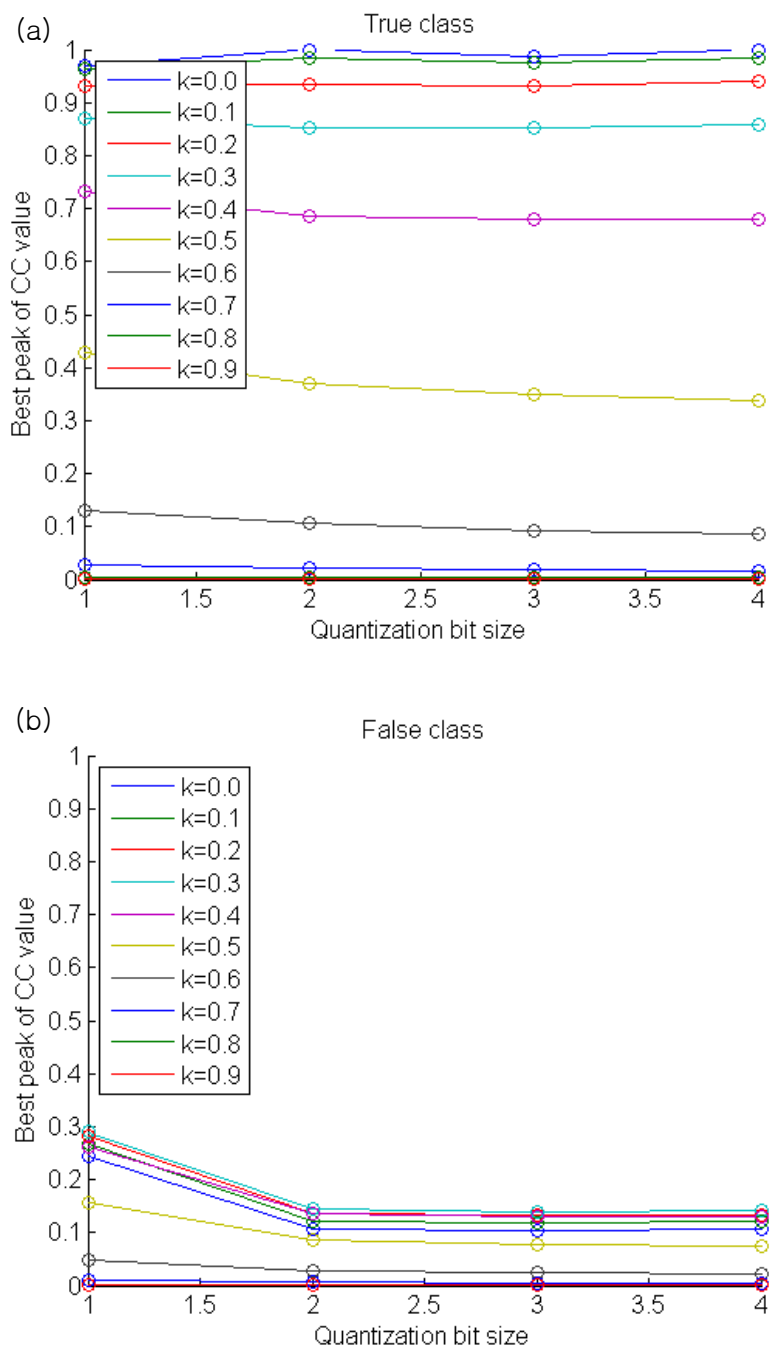 (a)
True class
Best peak of CC value
1
0.9
0.8
0.7
0.6
0.5
0.4
0.3
0.2
0.1
0
k=0.0
k=0.1
k=0.2
k=0.3
k=0.4
k=0.5
k=0.6
k=0.7
k=0.8
k=0.9
1 1.5 2 2.5 3 3.5 4
Quantization bit size
(b)
False class
Best peak of CC value
1
0.9
0.8
0.7
0.6
0.5
0.4
0.3
0.2
0.1
0
k=0.0
k=0.1
k=0.2
k=0.3
k=0.4
k=0.5
k=0.6
k=0.7
k=0.8
k=0.9
1 1.5 2 2.5 3 3.5 4
Quantization bit size